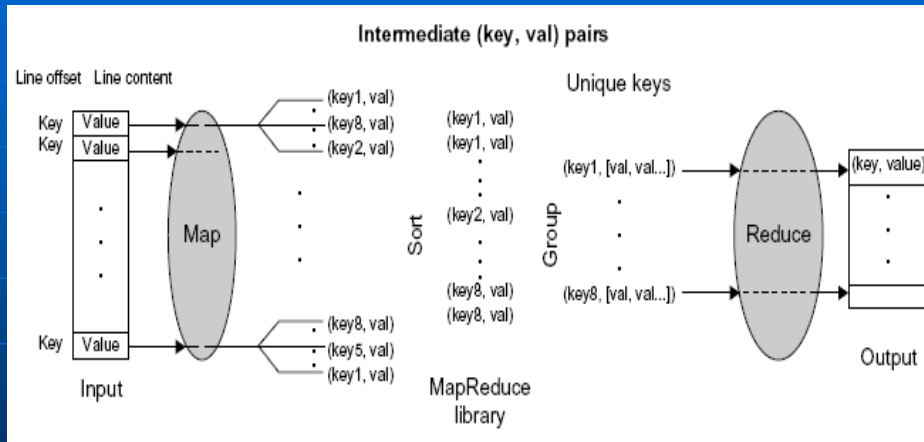 Intermediate (key, val) pairs
Line offset Line content
Unique keys
Key Value
Key Value
Key Value
Input
Map
(key1, val)
(key8, val)
(key2, val)
(key8, val)
(key5, val)
(key1, val)
Sort
(key1, val)
(key1, val)
(key2, val)
(key8, val)
(key8, val)
MapReduce
library
Group
(key1, [val, val...])
(key8, [val, val...])
Reduce
(key, value)
Output